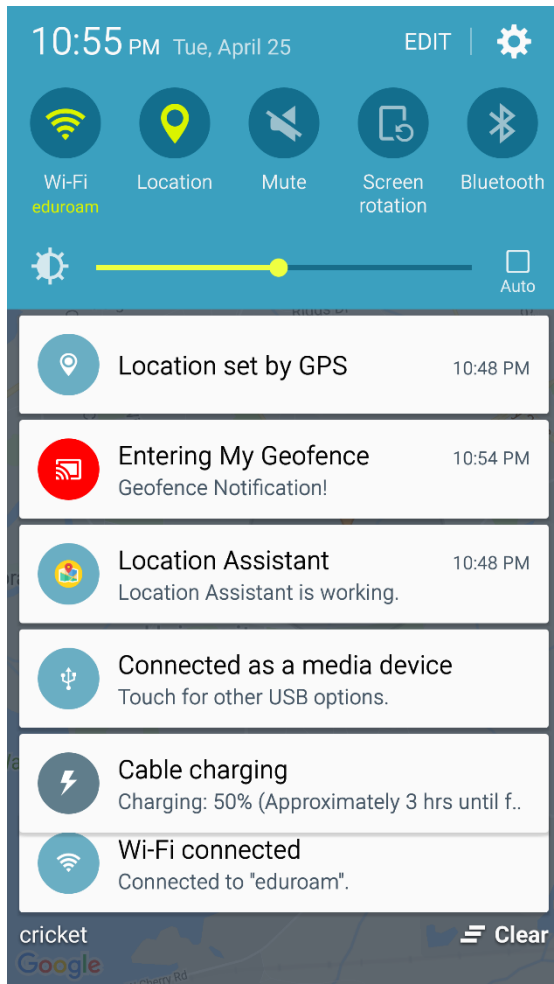 10:55 PM Tue, April 25 EDIT
Wi-Fi
eduroam
Location
Mute
Screen
rotation
Bluetooth
Auto
Location set by GPS 10:48 PM
Entering My Geofence 10:54 PM
Geofence Notification!
Location Assistant 10:48 PM
Location Assistant is working.
Connected as a media device
Touch for other USB options.
Cable charging
Charging: 50% (Approximately 3 hrs until f..
Wi-Fi connected
Connected to "eduroam".
cricket Clear
Google
Cherry Rd